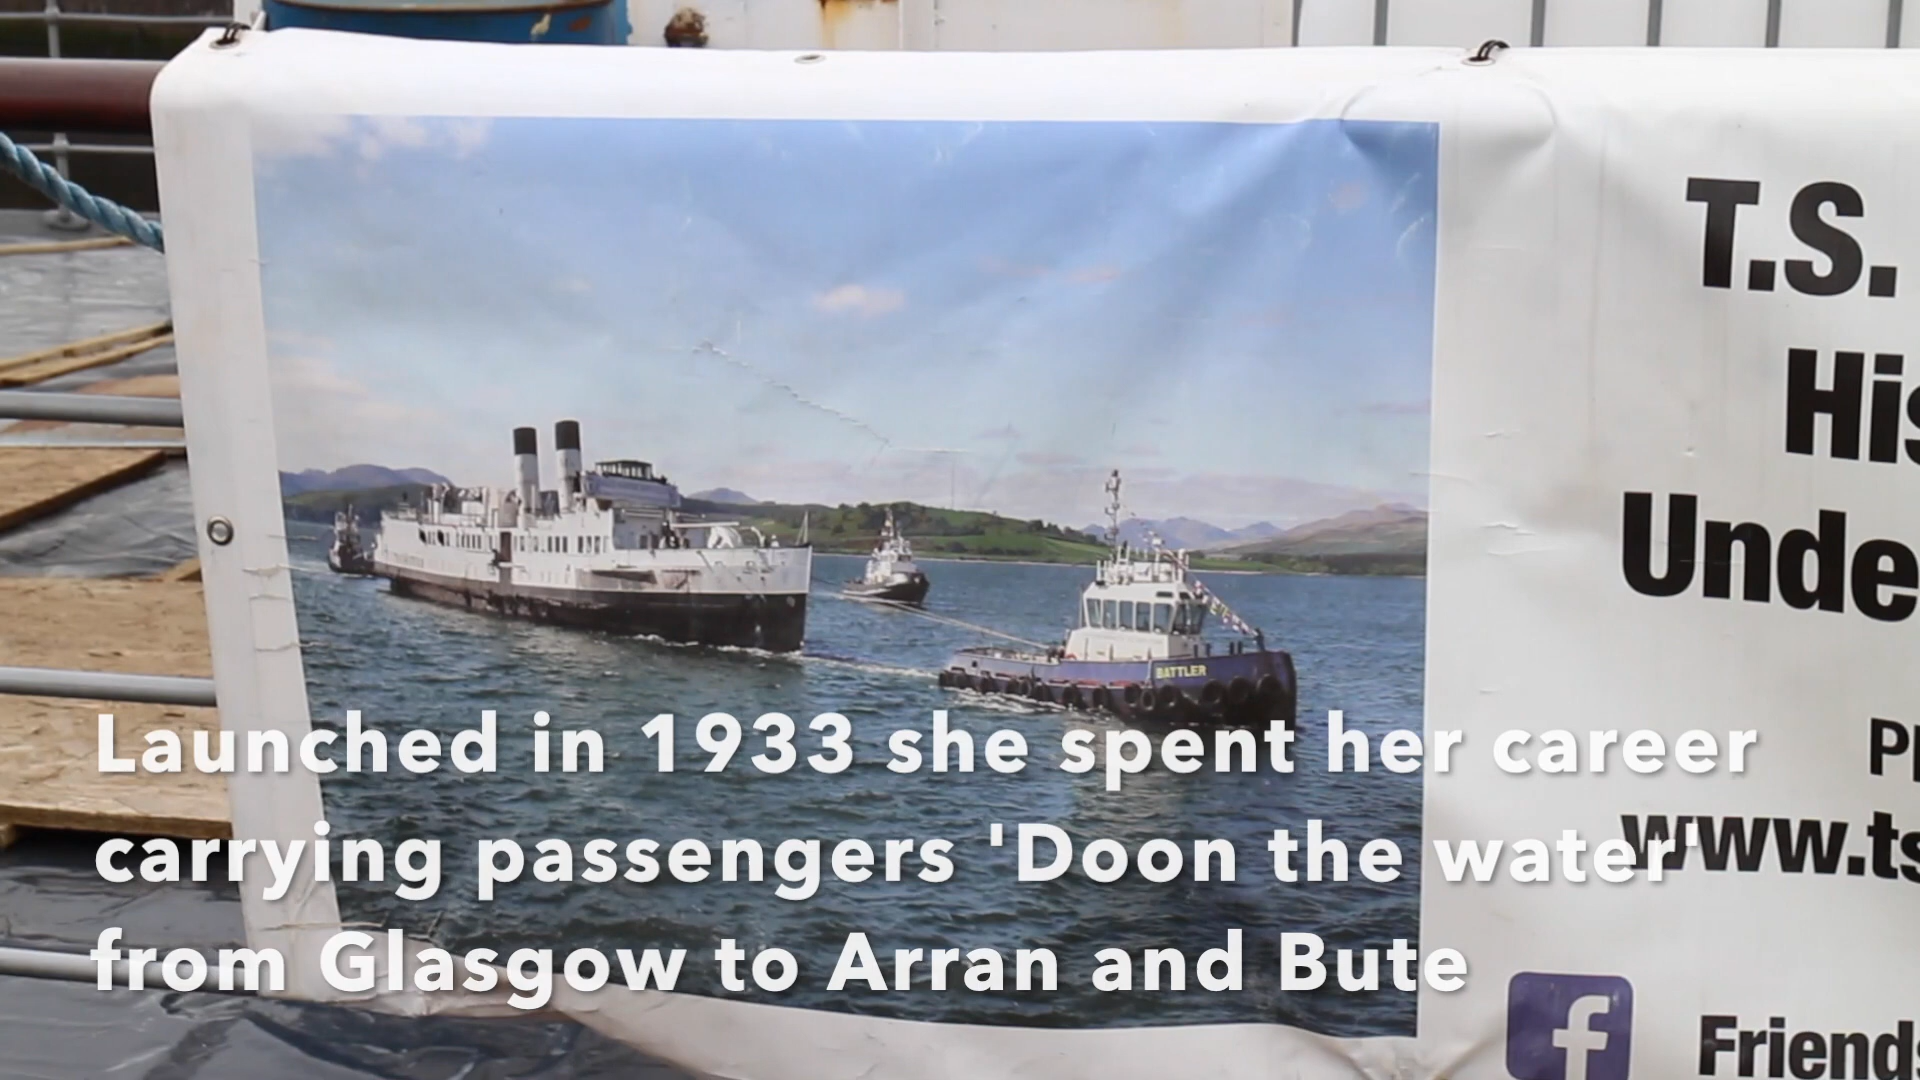 T.S.
His
Unde
BATTLER
Launched in 1933 she spent her career
carrying passengers 'Doon the water'
from Glasgow to Arran and Bute
www.ts
f
Friends